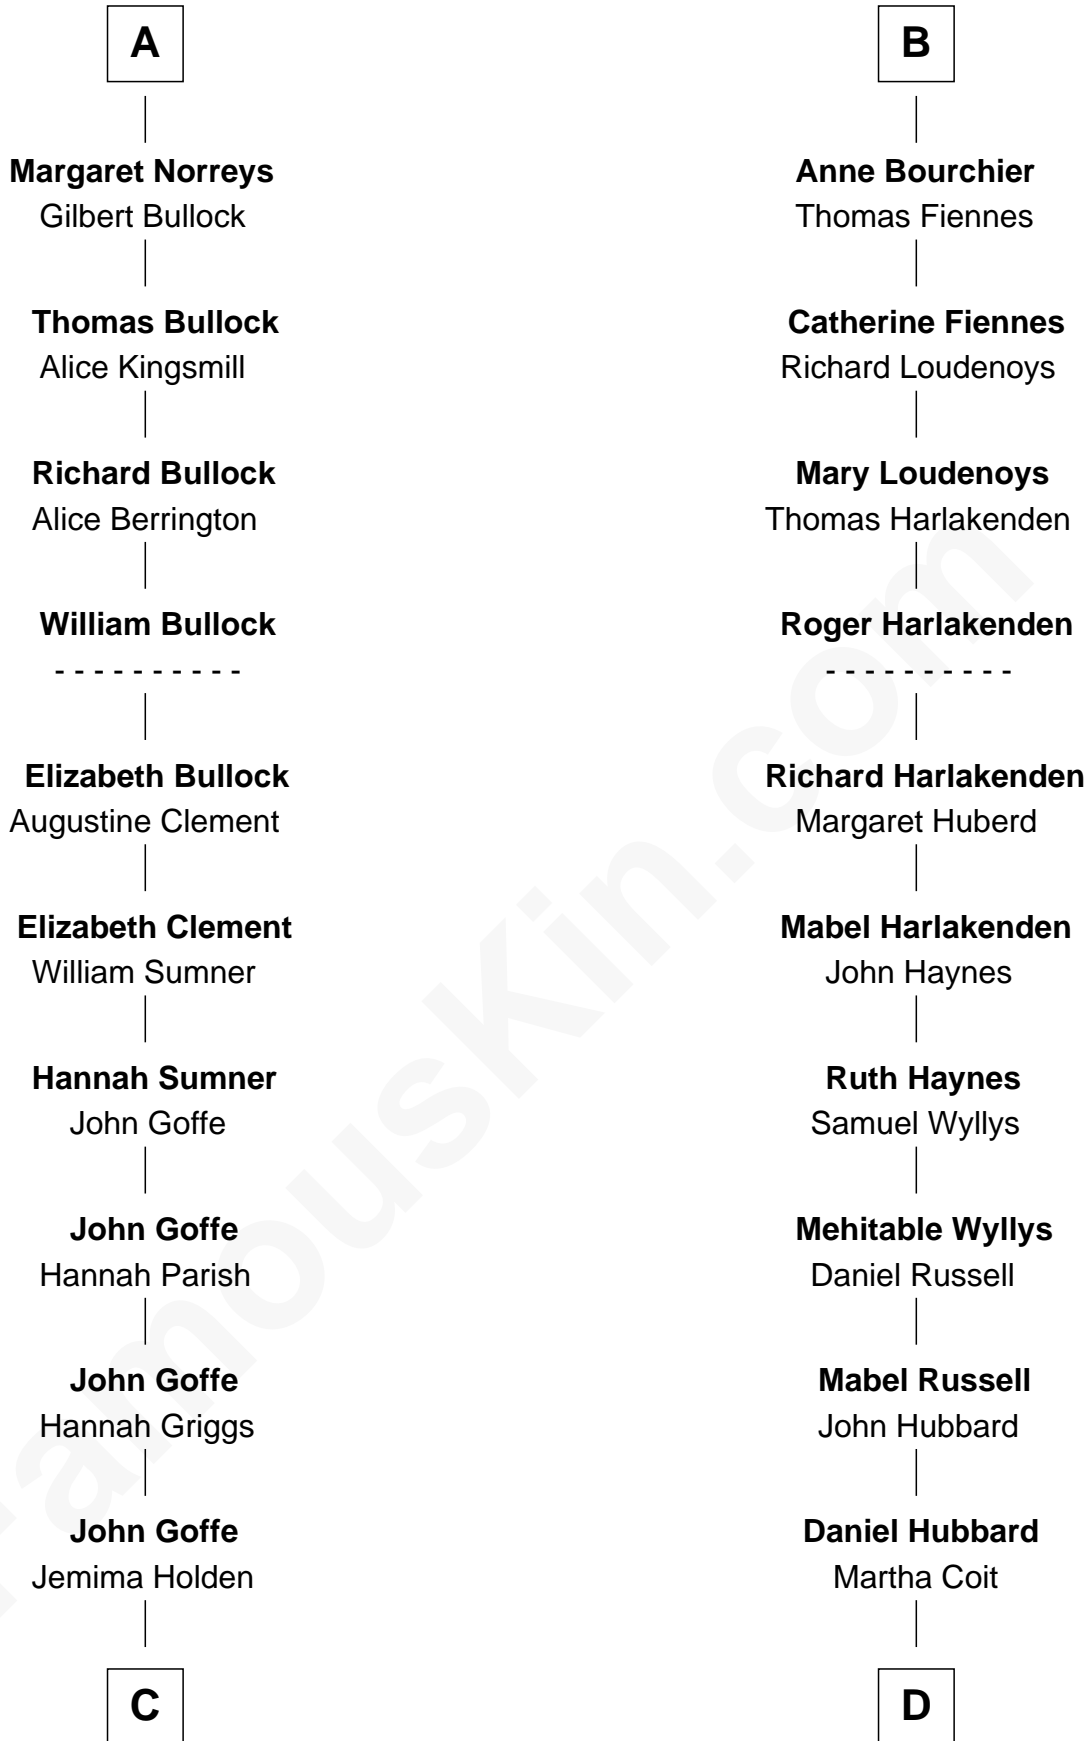 A
Margaret Norreys
Gilbert Bullock
Thomas Bullock
Alice Kingsmill
Richard Bullock
Alice Berrington
William Bullock
- - - - - - - - - -
Elizabeth Bullock
Augustine Clement
Elizabeth Clement
William Sumner
Hannah Sumner
John Goffe
John Goffe
Hannah Parish
John Goffe
Hannah Griggs
John Goffe
Jemima Holden
C
B
Anne Bourchier
Thomas Fiennes
Catherine Fiennes
Richard Loudenoys
Mary Loudenoys
Thomas Harlakenden
Roger Harlakenden
- - - - - - - - - -
Richard Harlakenden
Margaret Huberd
Mabel Harlakenden
John Haynes
Ruth Haynes
Samuel Wyllys
Mehitable Wyllys
Daniel Russell
Mabel Russell
John Hubbard
Daniel Hubbard
Martha Coit
D
FamousKin.com